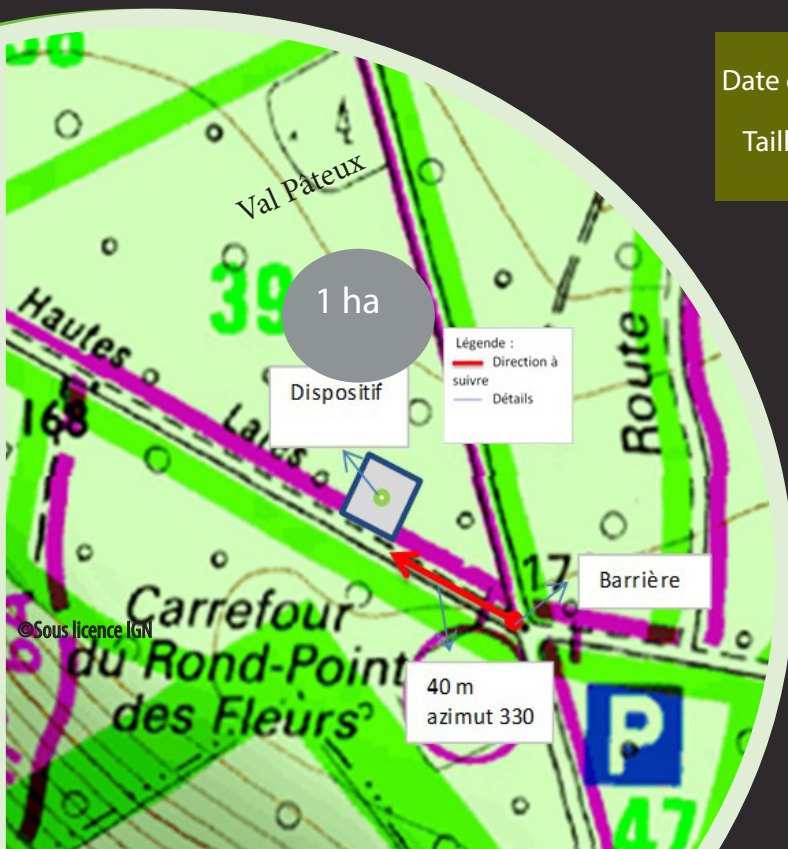 Date
Taill
Val Pâteux
39
1 ha
Hautes
Légende :
Direction à
suivre
Détails
Route
Dispositif
168
Lares
17
Barrière
©Sous licence IGN
Carrefour
du Rond-Point
des Fleurs
40 m
azimut 330
P
47